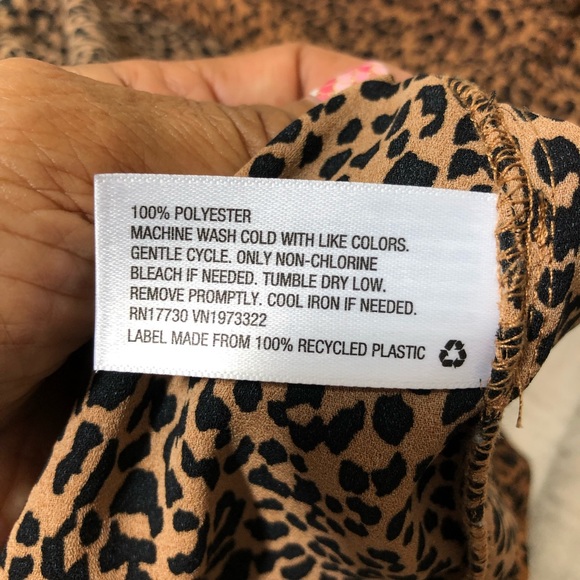 100% POLYESTER
MACHINE WASH COLD WITH LIKE COLORS.
GENTLE CYCLE. ONLY NON-CHLORINE
BLEACH IF NEEDED. TUMBLE DRY LOW.
REMOVE PROMPTLY. COOL IRON IF NEEDED.
RN17730 VN1973322
LABEL MADE FROM 100% RECYCLED PLASTIC